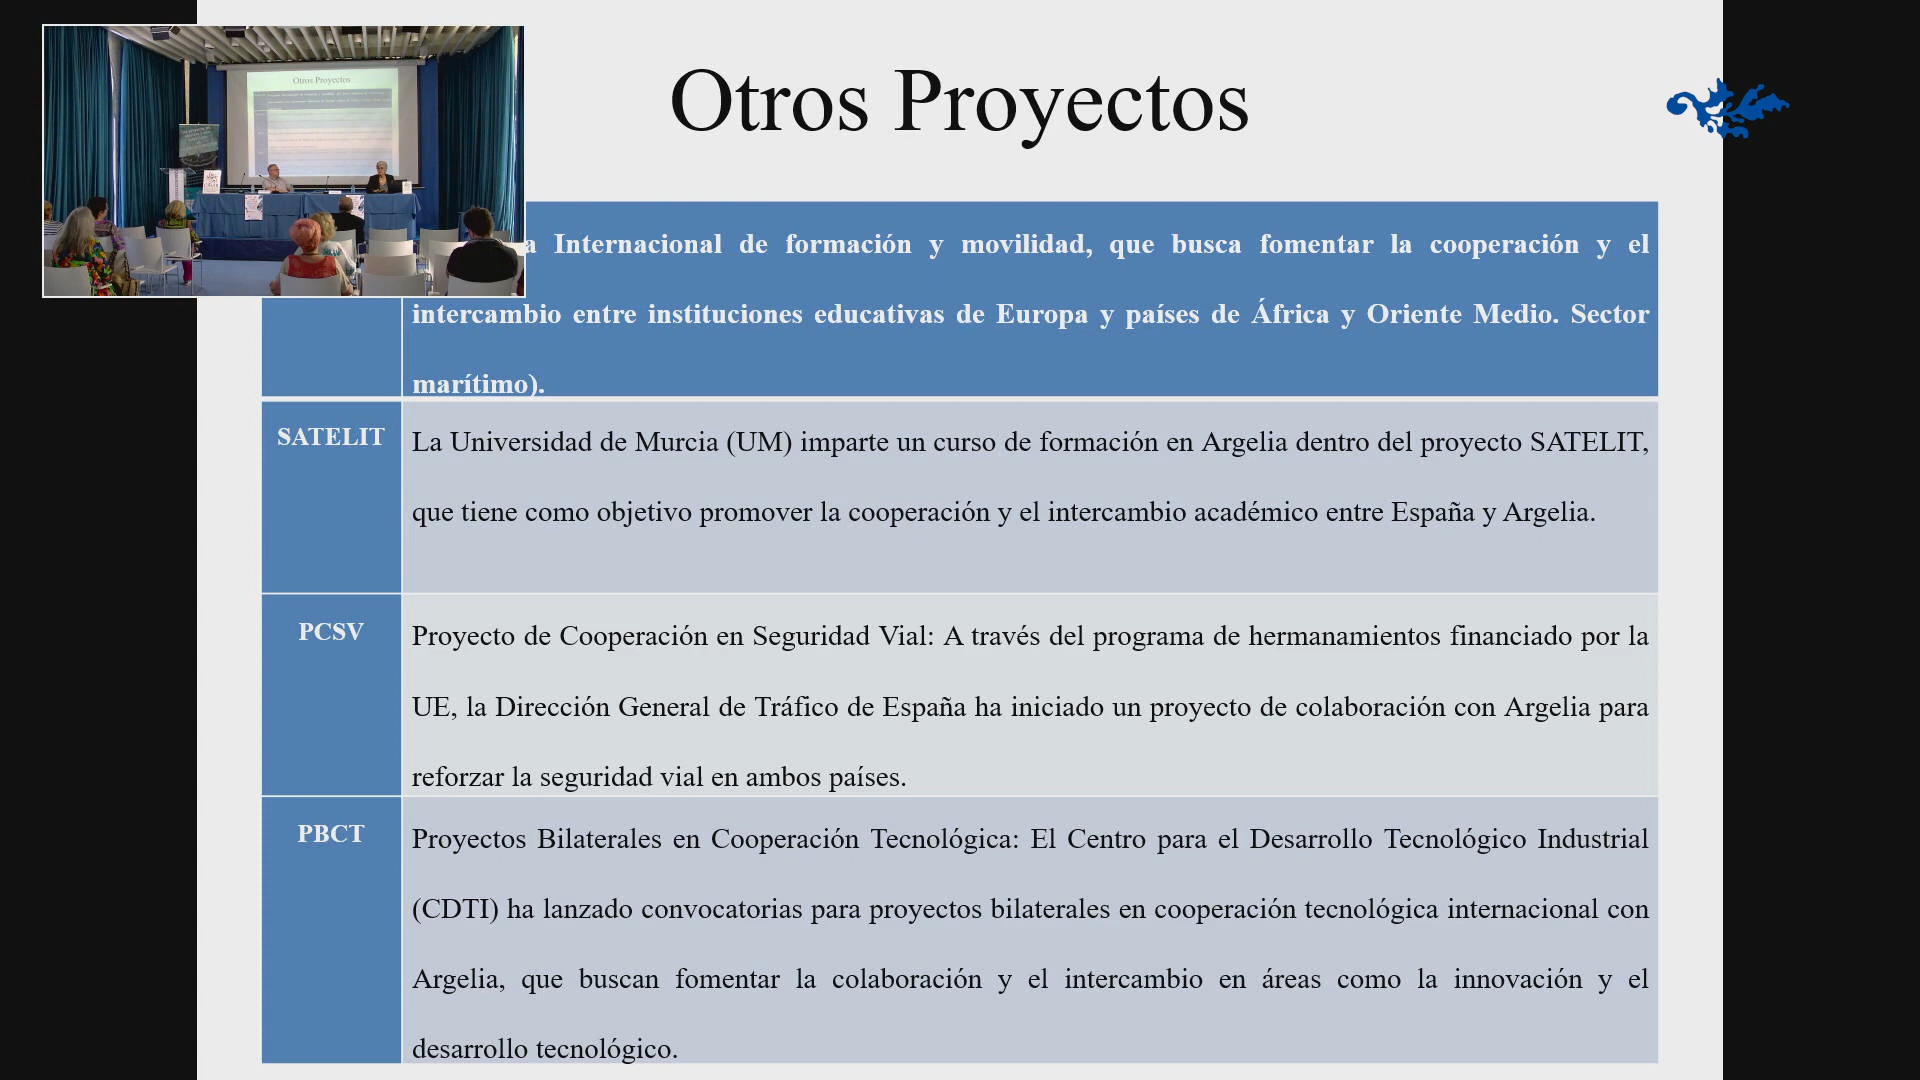 Otros Proyectos
Otros Proyectos
Internacional de formación y movilidad, que busca fomentar la cooperación y el
intercambio entre instituciones educativas de Europa y países de África y Oriente Medio. Sector
marítimo).
SATELIT
La Universidad de Murcia (UM) imparte un curso de formación en Argelia dentro del proyecto SATELIT,
que tiene como objetivo promover la cooperación y el intercambio académico entre España y Argelia.
PCSV
Proyecto de Cooperación en Seguridad Vial: A través del programa de hermanamientos financiado por la
UE, la Dirección General de Tráfico de España ha iniciado un proyecto de colaboración con Argelia para
reforzar la seguridad vial en ambos países.
PBCT
Proyectos Bilaterales en Cooperación Tecnológica: El Centro para el Desarrollo Tecnológico Industrial
(CDTI) ha lanzado convocatorias para proyectos bilaterales en cooperación tecnológica internacional con
Argelia, que buscan fomentar la colaboración y el intercambio en áreas como la innovación y el
desarrollo tecnológico.